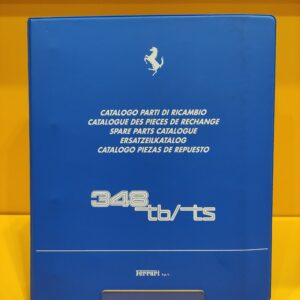 CATALOGO PARTI DI RICAMBIO
CATALOGUE DES PIECES DE RECHANGE
SPARE PARTS CATALOGUE
ERSATZEILKATALOG
CATALOGO PIEZAS DE REPUESTO
348 tb/ts
Ferrari S.p.A.